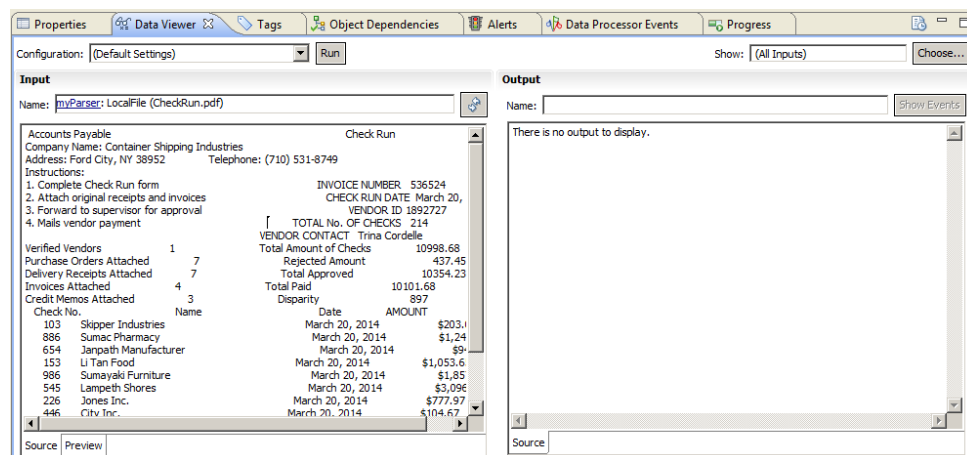 Properties Data Viewer Tags Object Dependencies Alerts Data Processor Events Progress
Configuration: (Default Settings) Run Show: (All Inputs) Choose...
Input
Name: myParser: LocalFile (CheckRun.pdf)
Accounts Payable Check Run
Company Name: Container Shipping Industries
Address: Ford City, NY 38952 Telephone: (710) 531-8749
Instructions:
1. Complete Check Run form INVOICE NUMBER 536524
2. Attach original receipts and invoices CHECK RUN DATE March 20,
3. Forward to supervisor for approval VENDOR ID 1892727
4. Mails vendor payment TOTAL No. OF CHECKS 214
VENDOR CONTACT Trina Cordelle
Verified Vendors 1 Total Amount of Checks 10998.68
Purchase Orders Attached 7 Rejected Amount 437.45
Delivery Receipts Attached 7 Total Approved 10354.23
Invoices Attached 4 Total Paid 10101.68
Credit Memos Attached 3 Disparity 897
Check No. Name Date AMOUNT
103 Skipper Industries March 20, 2014 $203.
886 Sumac Pharmacy March 20, 2014 $1,24
654 Janpath Manufacturer March 20, 2014
153 Li Tan Food March 20, 2014 $1,053.6
986 Sumayaki Furniture March 20, 2014 $1,85
545 Lampeth Shores March 20, 2014 $3,096
226 Jones Inc. March 20, 2014 $777.97
446 City Inc. March 20, 2014 $104.67
Source Preview
Output
Name: Show Events
There is no output to display.
Source